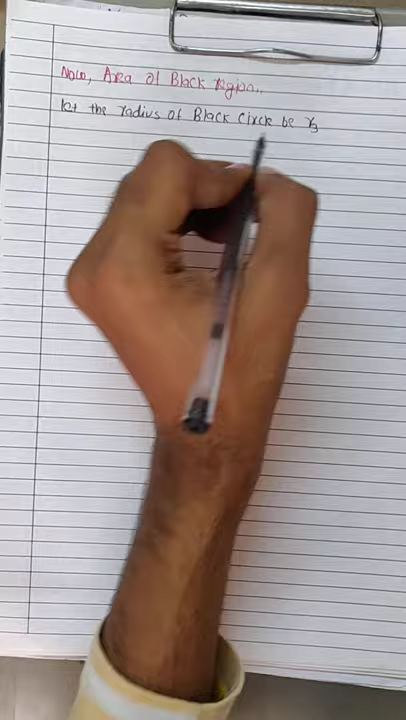 Now, Area of Black region..
let the radius of Black circle be r₃